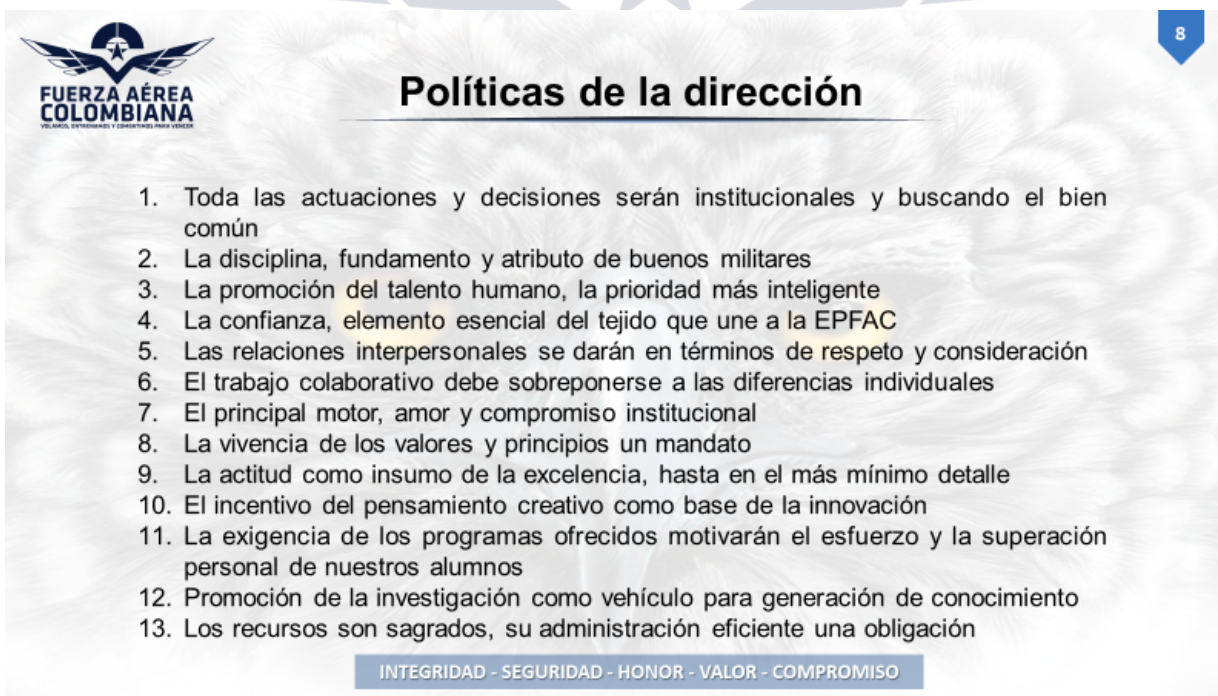 8
FUERZA AÉREA
COLOMBIANA
VOLAMOS, ENTRENAMOS Y COMBATIMOS PARA VENCER
Políticas de la dirección
1. Toda las actuaciones y decisiones serán institucionales y buscando el bien
común
2. La disciplina, fundamento y atributo de buenos militares
3. La promoción del talento humano, la prioridad más inteligente
4. La confianza, elemento esencial del tejido que une a la EPFAC
5. Las relaciones interpersonales se darán en términos de respeto y consideración
6. El trabajo colaborativo debe sobreponerse a las diferencias individuales
7. El principal motor, amor y compromiso institucional
8. La vivencia de los valores y principios un mandato
9. La actitud como insumo de la excelencia, hasta en el más mínimo detalle
10. El incentivo del pensamiento creativo como base de la innovación
11. La exigencia de los programas ofrecidos motivarán el esfuerzo y la superación
personal de nuestros alumnos
12. Promoción de la investigación como vehículo para generación de conocimiento
13. Los recursos son sagrados, su administración eficiente una obligación
INTEGRIDAD - SEGURIDAD - HONOR - VALOR - COMPROMISO